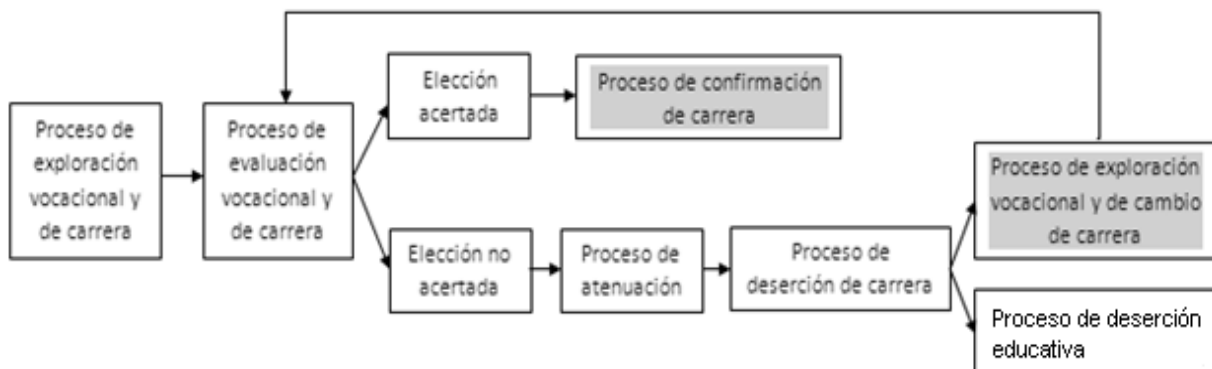 Proceso de
exploración
vocacional y
de carrera
Proceso de
evaluación
vocacional y
de carrera
Elección
acertada
Proceso de confirmación
de carrera
Elección no
acertada
Proceso de
atenuación
Proceso de
deserción de carrera
Proceso de exploración
vocacional y de cambio
de carrera
Proceso de deserción
educativa